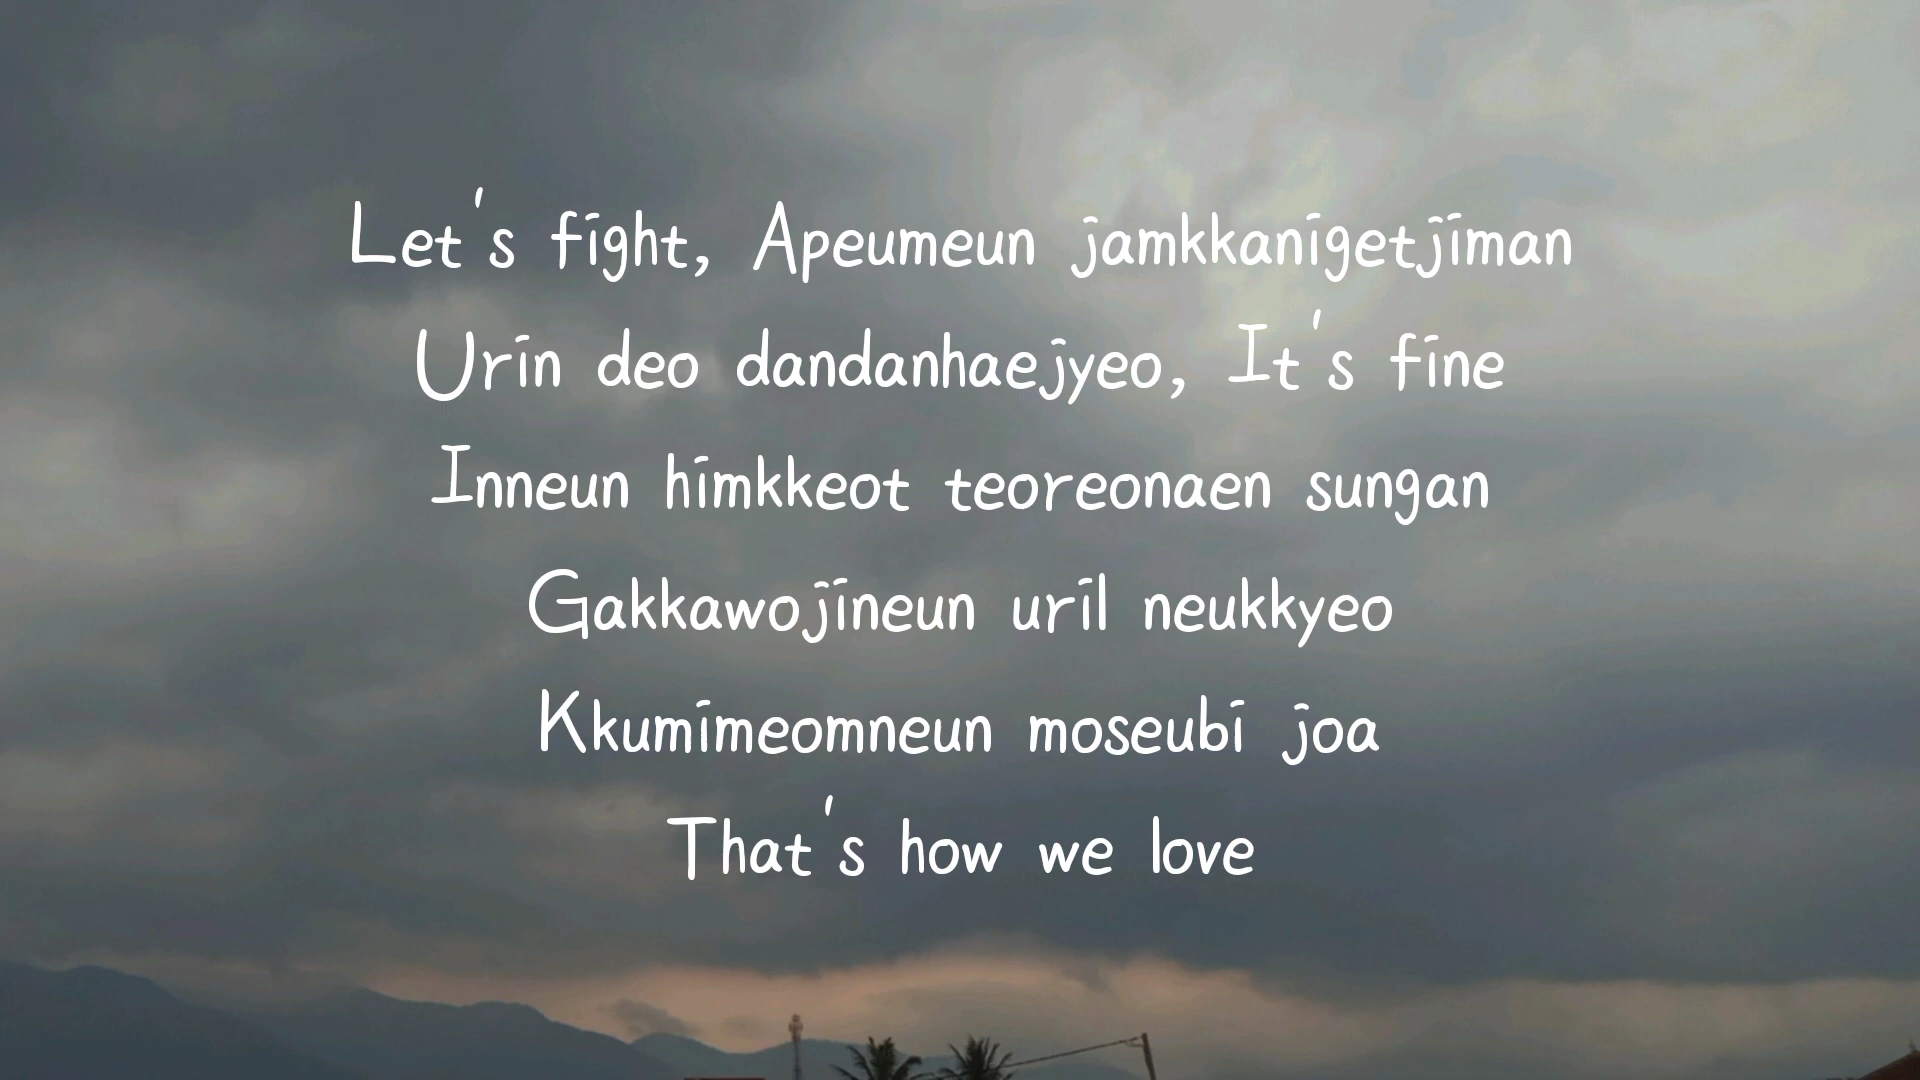 Let's fight, Apeumeun jamkkanigetjiman
Urin deo dandanhaejyeo, It's fine
Inneun himkkeot teoreonaen sungan
Gakkawojineun uril neukkyeo
Kkumimeomneun moseubi joa
That's how we love